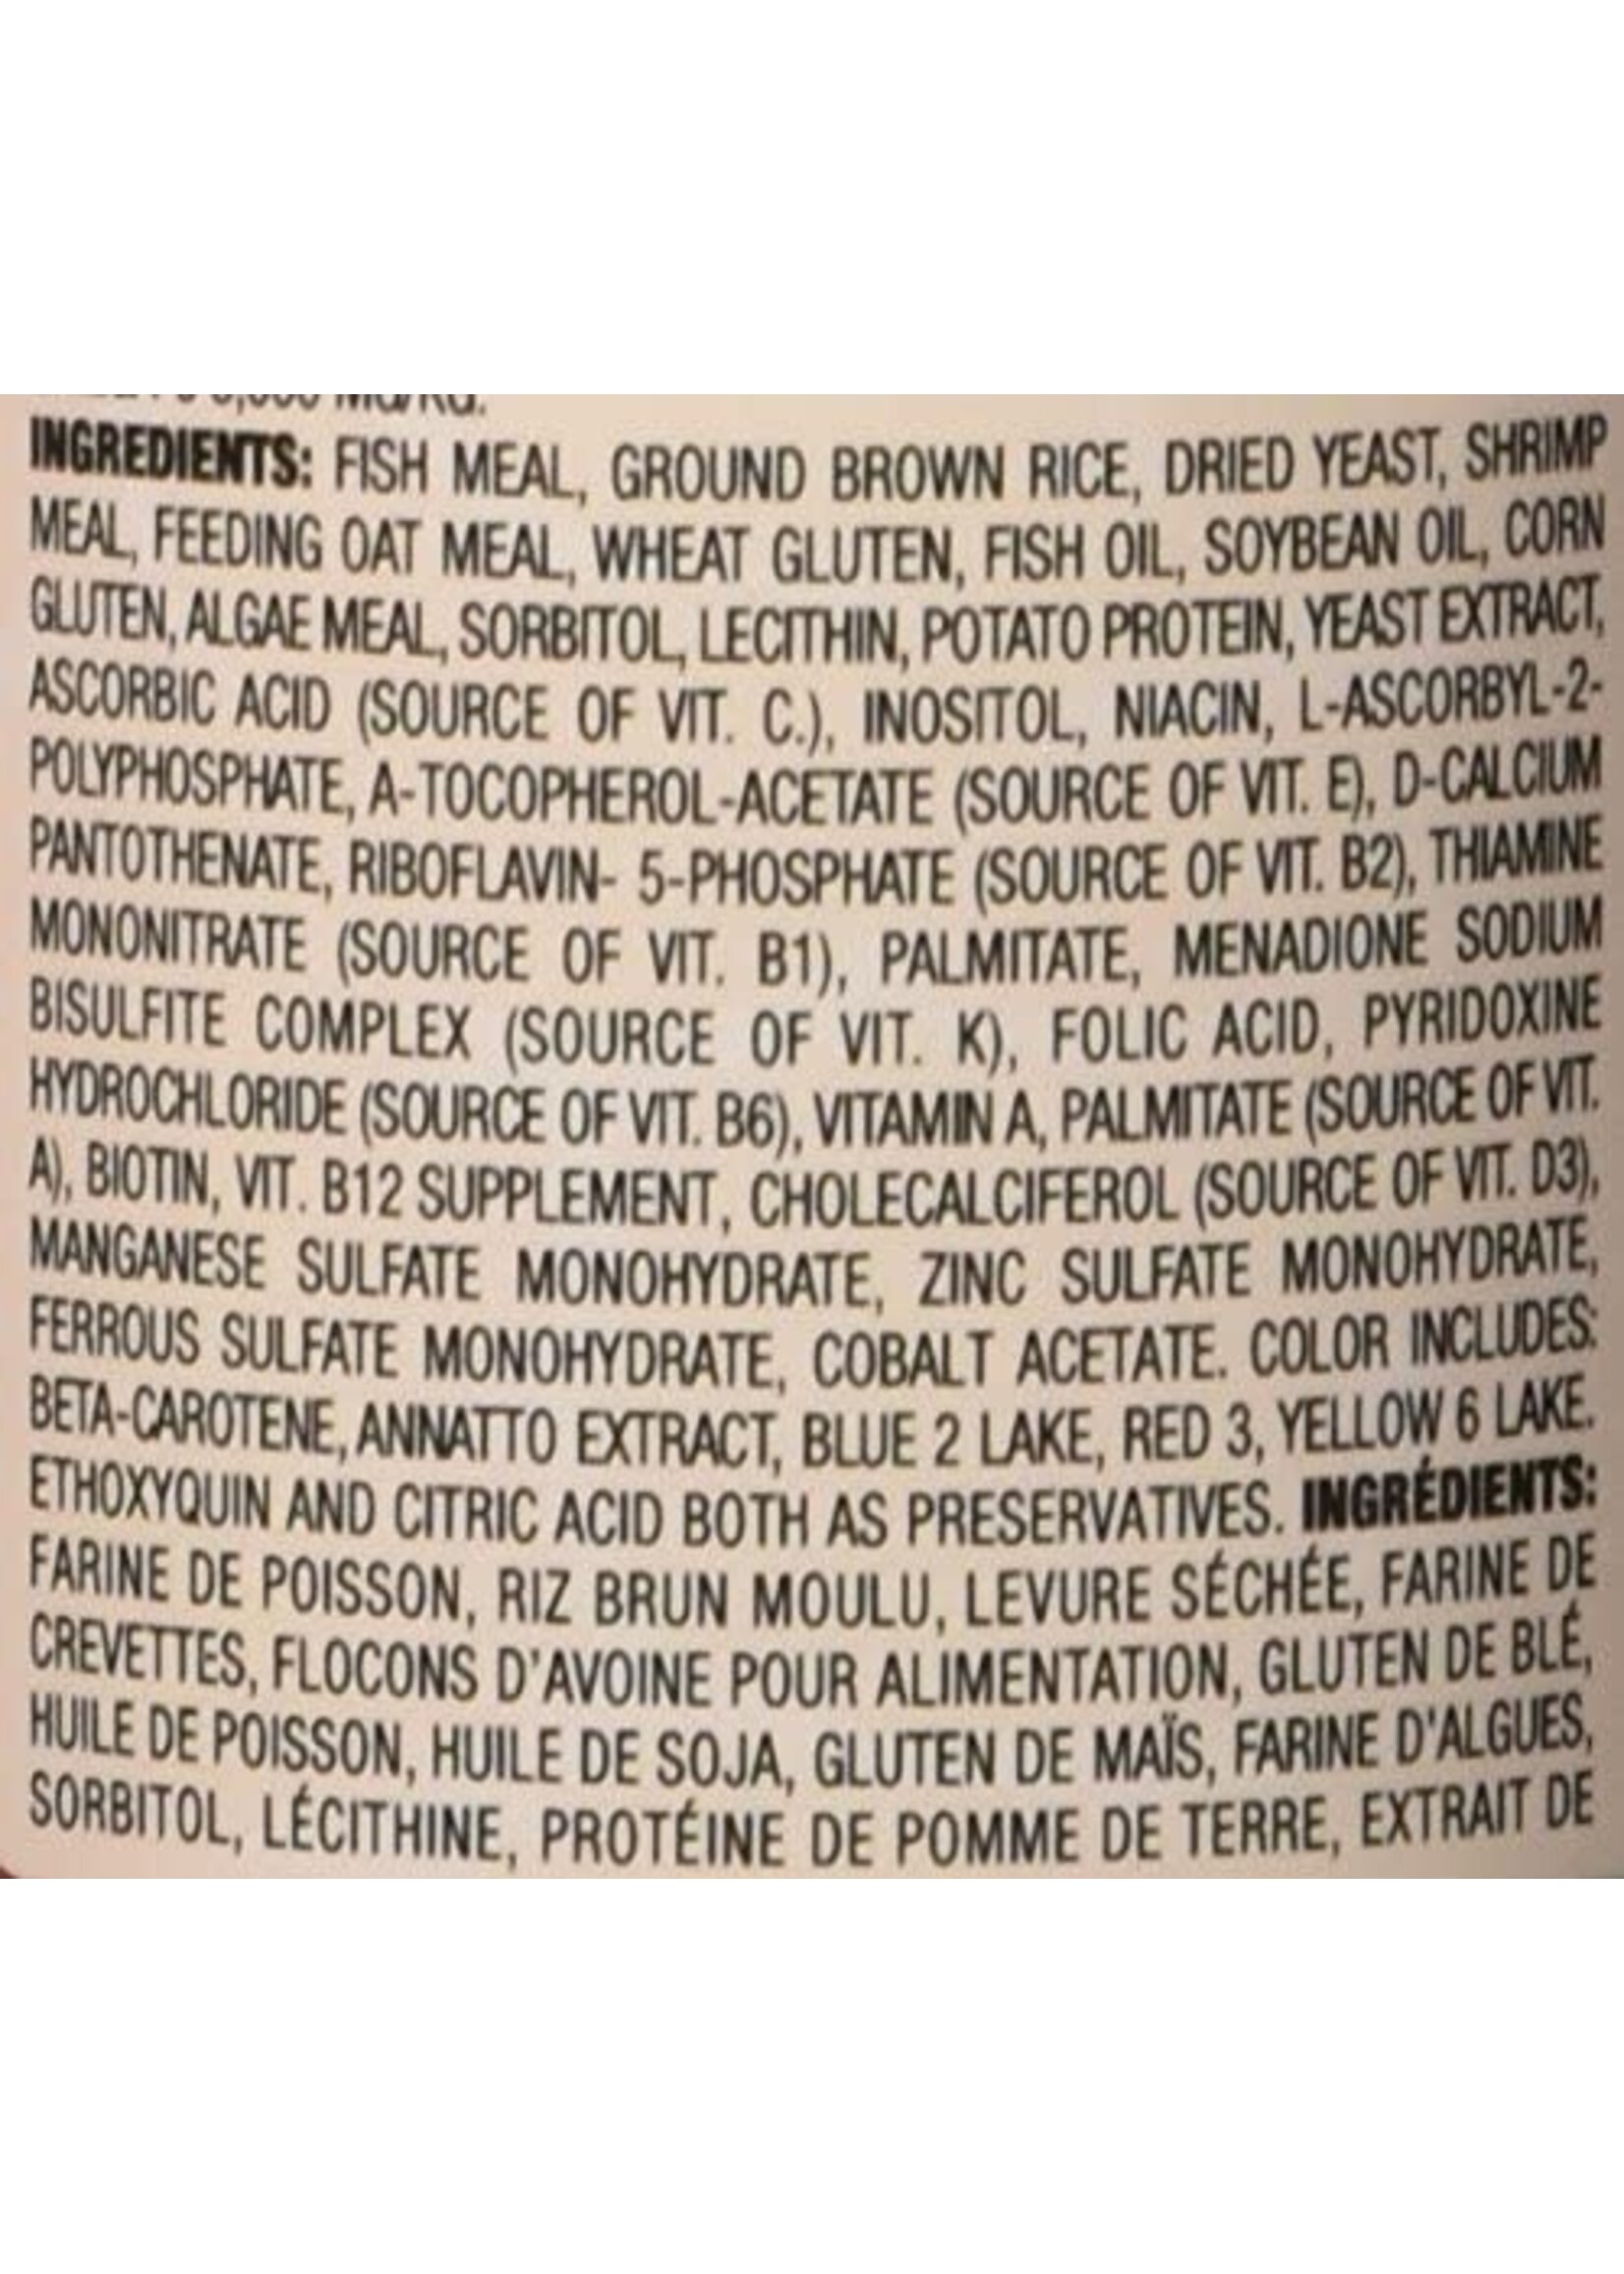 MG/KG.
INGREDIENTS: FISH MEAL, GROUND BROWN RICE, DRIED YEAST, SHRIMP
MEAL, FEEDING OAT MEAL, WHEAT GLUTEN, FISH OIL, SOYBEAN OIL, CORN
GLUTEN, ALGAE MEAL, SORBITOL, LECITHIN, POTATO PROTEIN, YEAST EXTRACT,
ASCORBIC ACID (SOURCE OF VIT. C.), INOSITOL, NIACIN, L-ASCORBYL-2-
POLYPHOSPHATE, A-TOCOPHEROL-ACETATE (SOURCE OF VIT. E), D-CALCIUM
PANTOTHENATE, RIBOFLAVIN- 5-PHOSPHATE (SOURCE OF VIT. B2), THIAMINE
MONONITRATE (SOURCE OF VIT. B1), PALMITATE, MENADIONE SODIUM
BISULFITE COMPLEX (SOURCE OF VIT. K), FOLIC ACID, PYRIDOXINE
HYDROCHLORIDE (SOURCE OF VIT. B6), VITAMIN A, PALMITATE (SOURCE OF VIT.
A), BIOTIN, VIT. B12 SUPPLEMENT, CHOLECALCIFEROL (SOURCE OF VIT. D3),
MANGANESE SULFATE MONOHYDRATE, ZINC SULFATE MONOHYDRATE,
FERROUS SULFATE MONOHYDRATE, COBALT ACETATE. COLOR INCLUDES:
BETA-CAROTENE, ANNATTO EXTRACT, BLUE 2 LAKE, RED 3, YELLOW 6 LAKE.
ETHOXYQUIN AND CITRIC ACID BOTH AS PRESERVATIVES. INGRÉDIENTS:
FARINE DE POISSON, RIZ BRUN MOULU, LEVURE SÉCHÉE, FARINE DE
CREVETTES, FLOCONS D'AVOINE POUR ALIMENTATION, GLUTEN DE BLÉ,
HUILE DE POISSON, HUILE DE SOJA, GLUTEN DE MAÏS, FARINE D'ALGUES,
SORBITOL, LÉCITHINE, PROTÉINE DE POMME DE TERRE, EXTRAIT DE